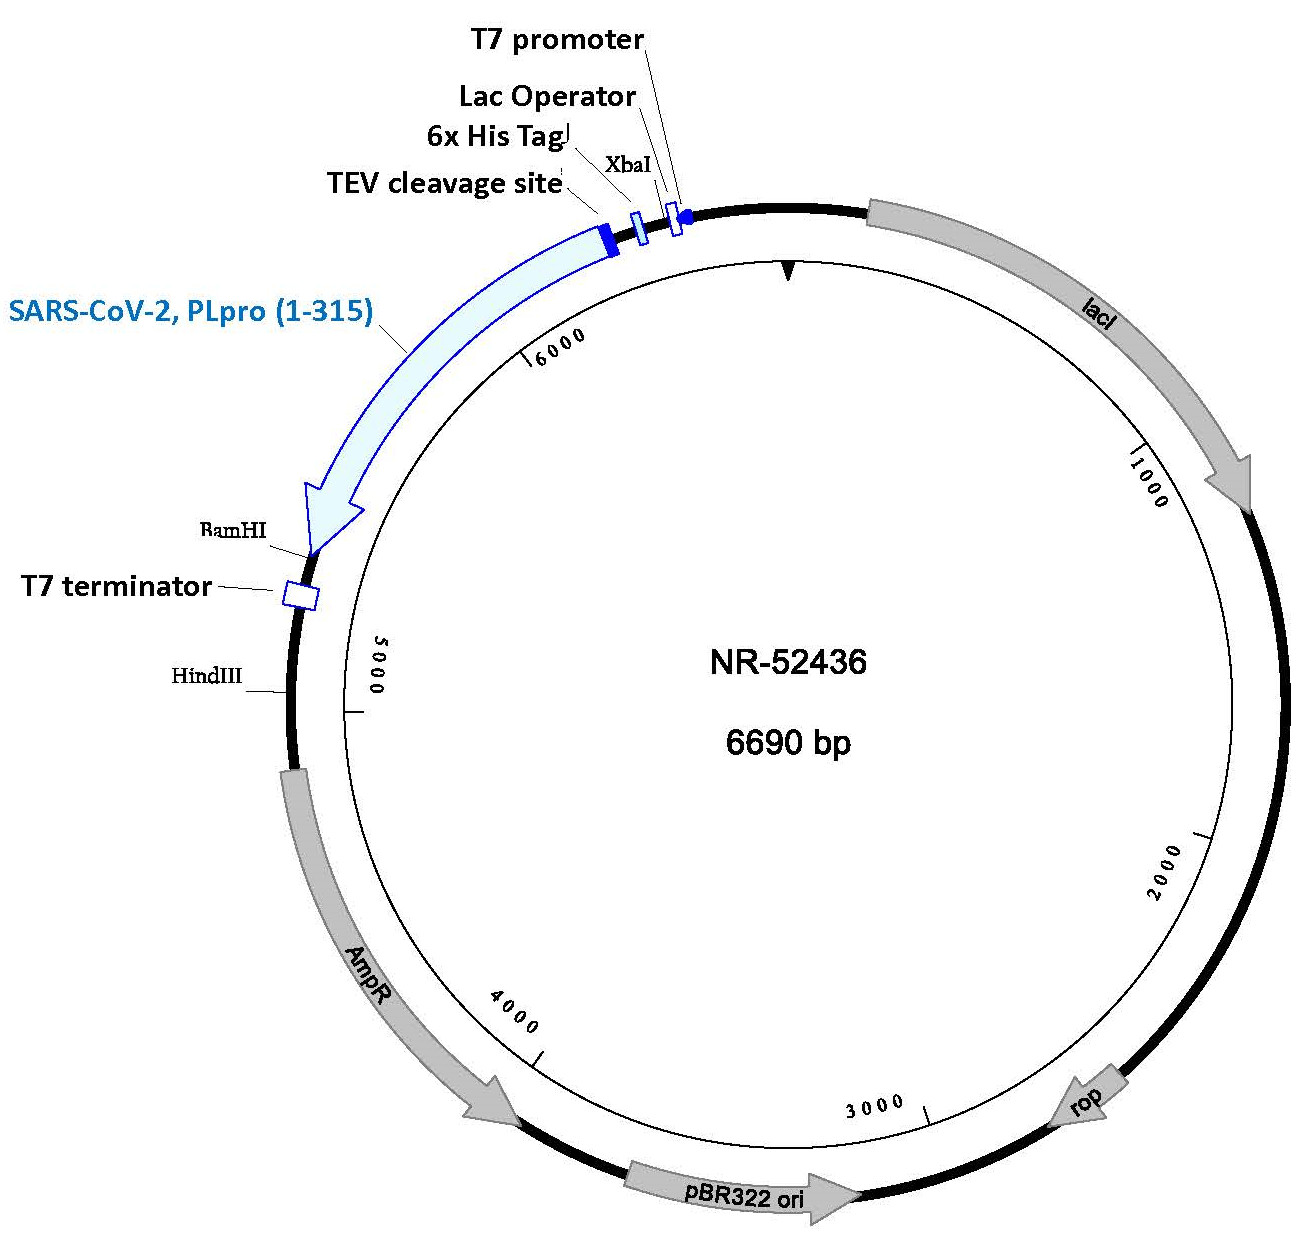 T7 promoter
Lac Operator
6x His Tag
XbaI
TEV cleavage site
lacI
SARS-CoV-2, PLpro (1-315)
6000
1000
BamHI
T7 terminator
5000
HindIII
NR-52436
6690 bp
2000
AmpR
4000
3000
rop
pBR322 ori